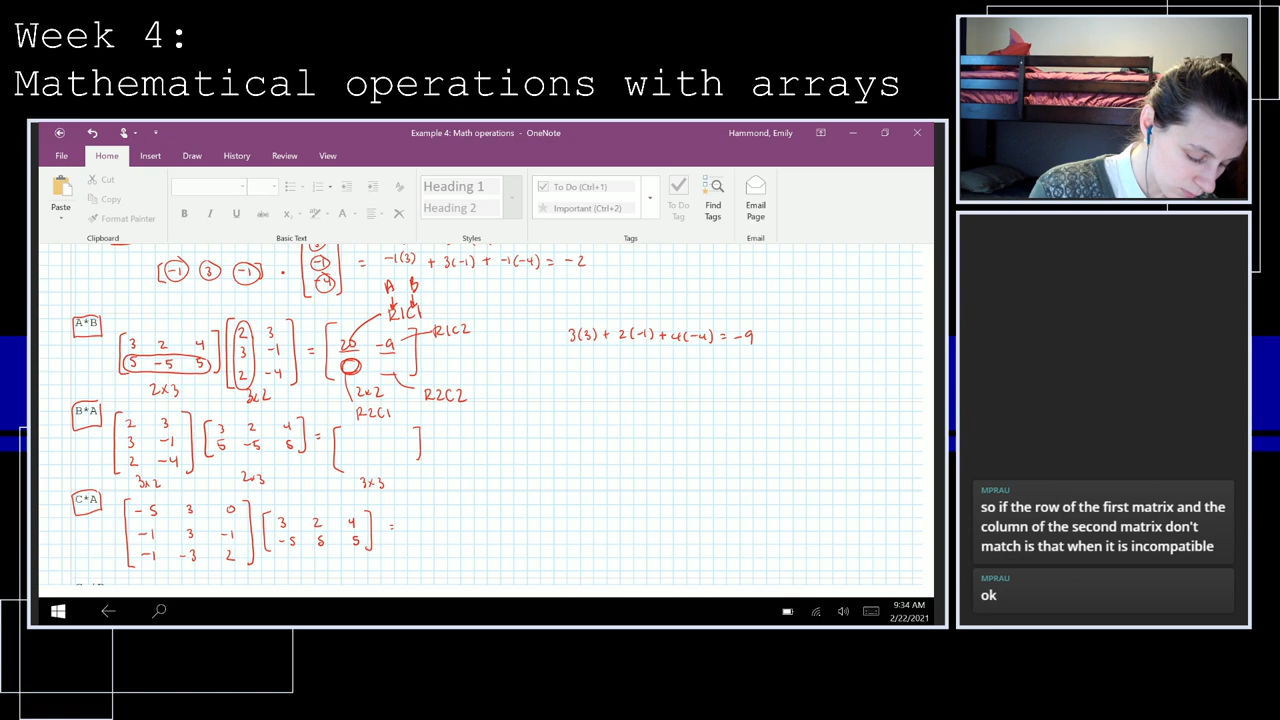 Week 4:
Mathematical operations with arrays
Example 4: Math operations - OneNote
Hammond, Emily
File Home Insert Draw History Review View
Paste
Cut
Copy
Format Painter
Clipboard
Basic Text
Heading 1
Heading 2
Styles
To Do (Ctrl+1)
Important (Ctrl+2)
To Do Tag
Find Tags
Tags
Email Page
Email
[-1 3 -1] · -1 -4 = -1(3) + 3(-1) + -1(-4) = -2
A B
R1C1
A*B
3 2 4
5 -5 5
2x3
2 3
3 -1
2 -4
3x2
=
20 -9
R1C2
2x2
R2C1
R2C2
3(3) + 2(-1) + 4(-4) = -9
B*A
2 3
3 -1
2 -4
3x2
3 2 4
5 -5 5
2x3
=
3x3
C*A
-5 3 0
-1 3 -1
-1 -3 2
3 2 4
-5 5 5
=
9:34 AM
2/22/2021
MPRAU
so if the row of the first matrix and the
column of the second matrix don't
match is that when it is incompatible
MPRAU
ok